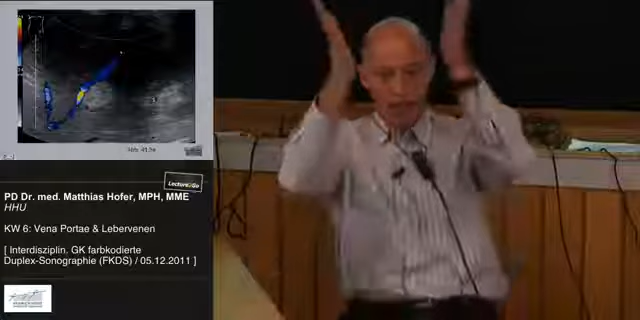 Lecture2Go
PD Dr. med. Matthias Hofer, MPH, MME
HHU
KW 6: Vena Portae & Lebervenen
[ Interdisziplin. GK farbkodierte
Duplex-Sonographie (FKDS) / 05.12.2011 ]